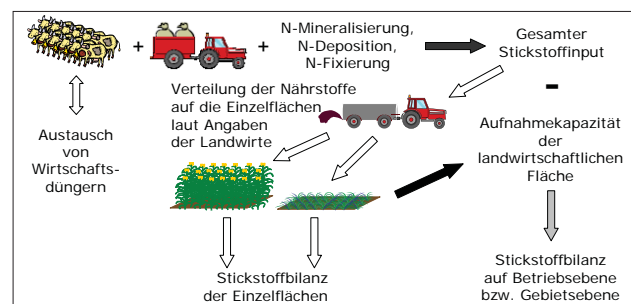 +
+
N-Mineralisierung,
N-Deposition,
N-Fixierung
Gesamter
Stickstoffinput
-
Verteilung der Nährstoffe
auf die Einzelflächen
laut Angaben
der Landwirte
Austausch
von
Wirtschafts-
düngern
Aufnahmekapazität
der
landwirtschaftlichen
Fläche
Stickstoffbilanz
der Einzelflächen
Stickstoffbilanz
auf Betriebsebene
bzw. Gebietsebene